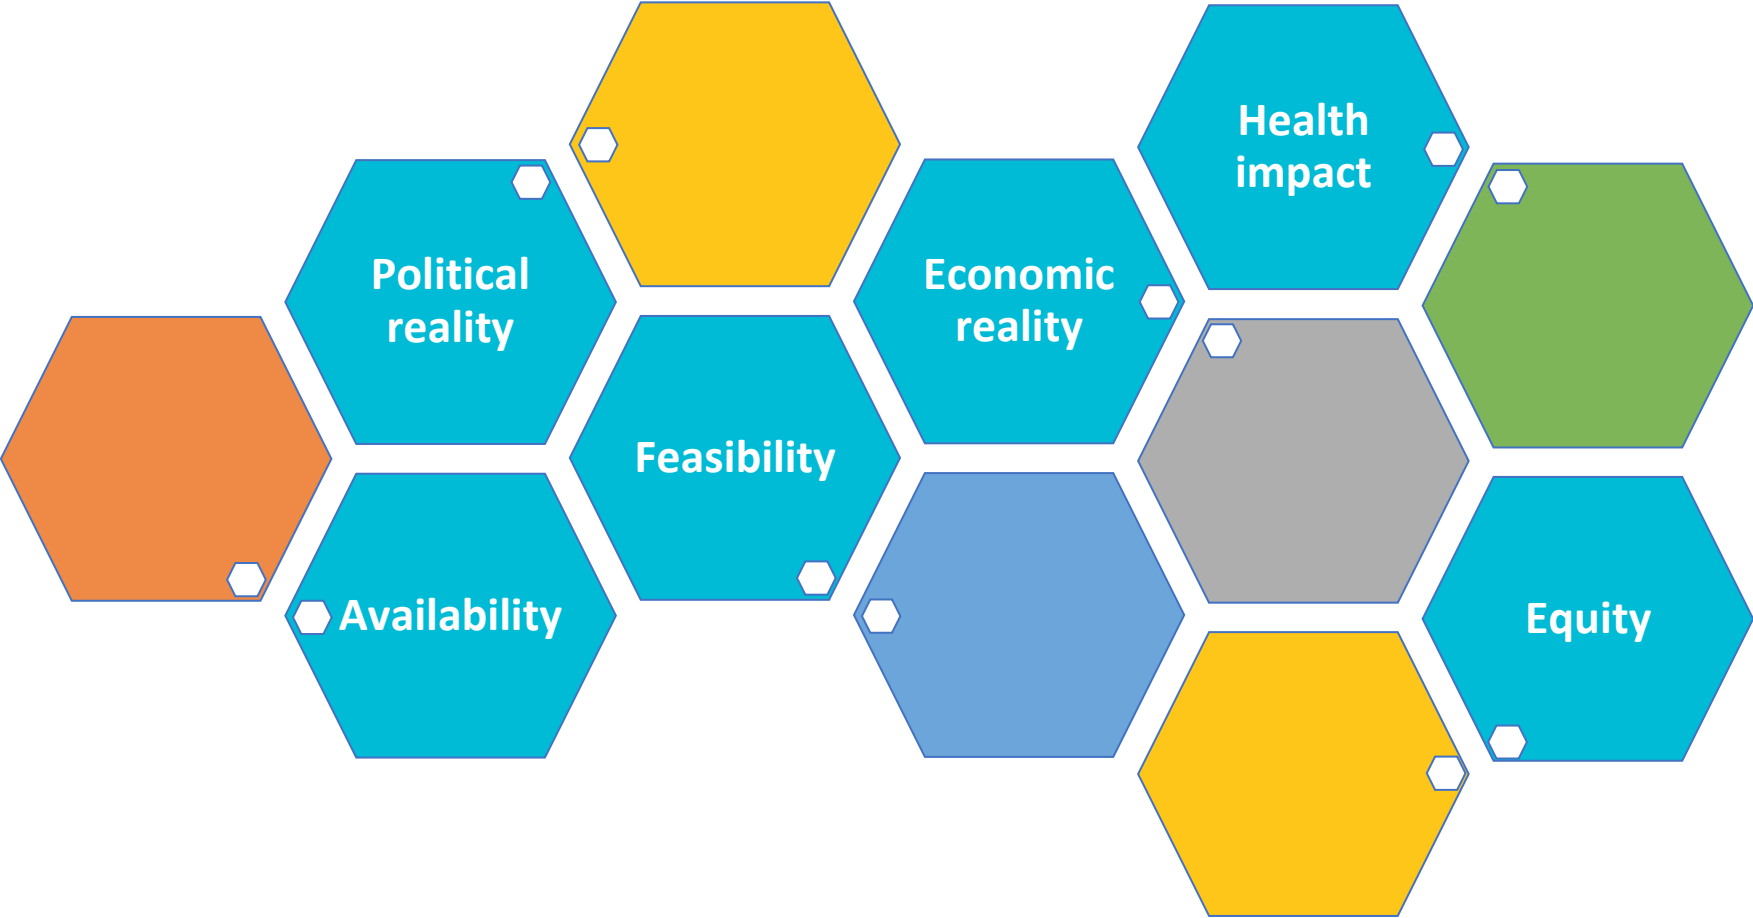 Health
impact
Political
reality
Economic
reality
Feasibility
Availability
Equity